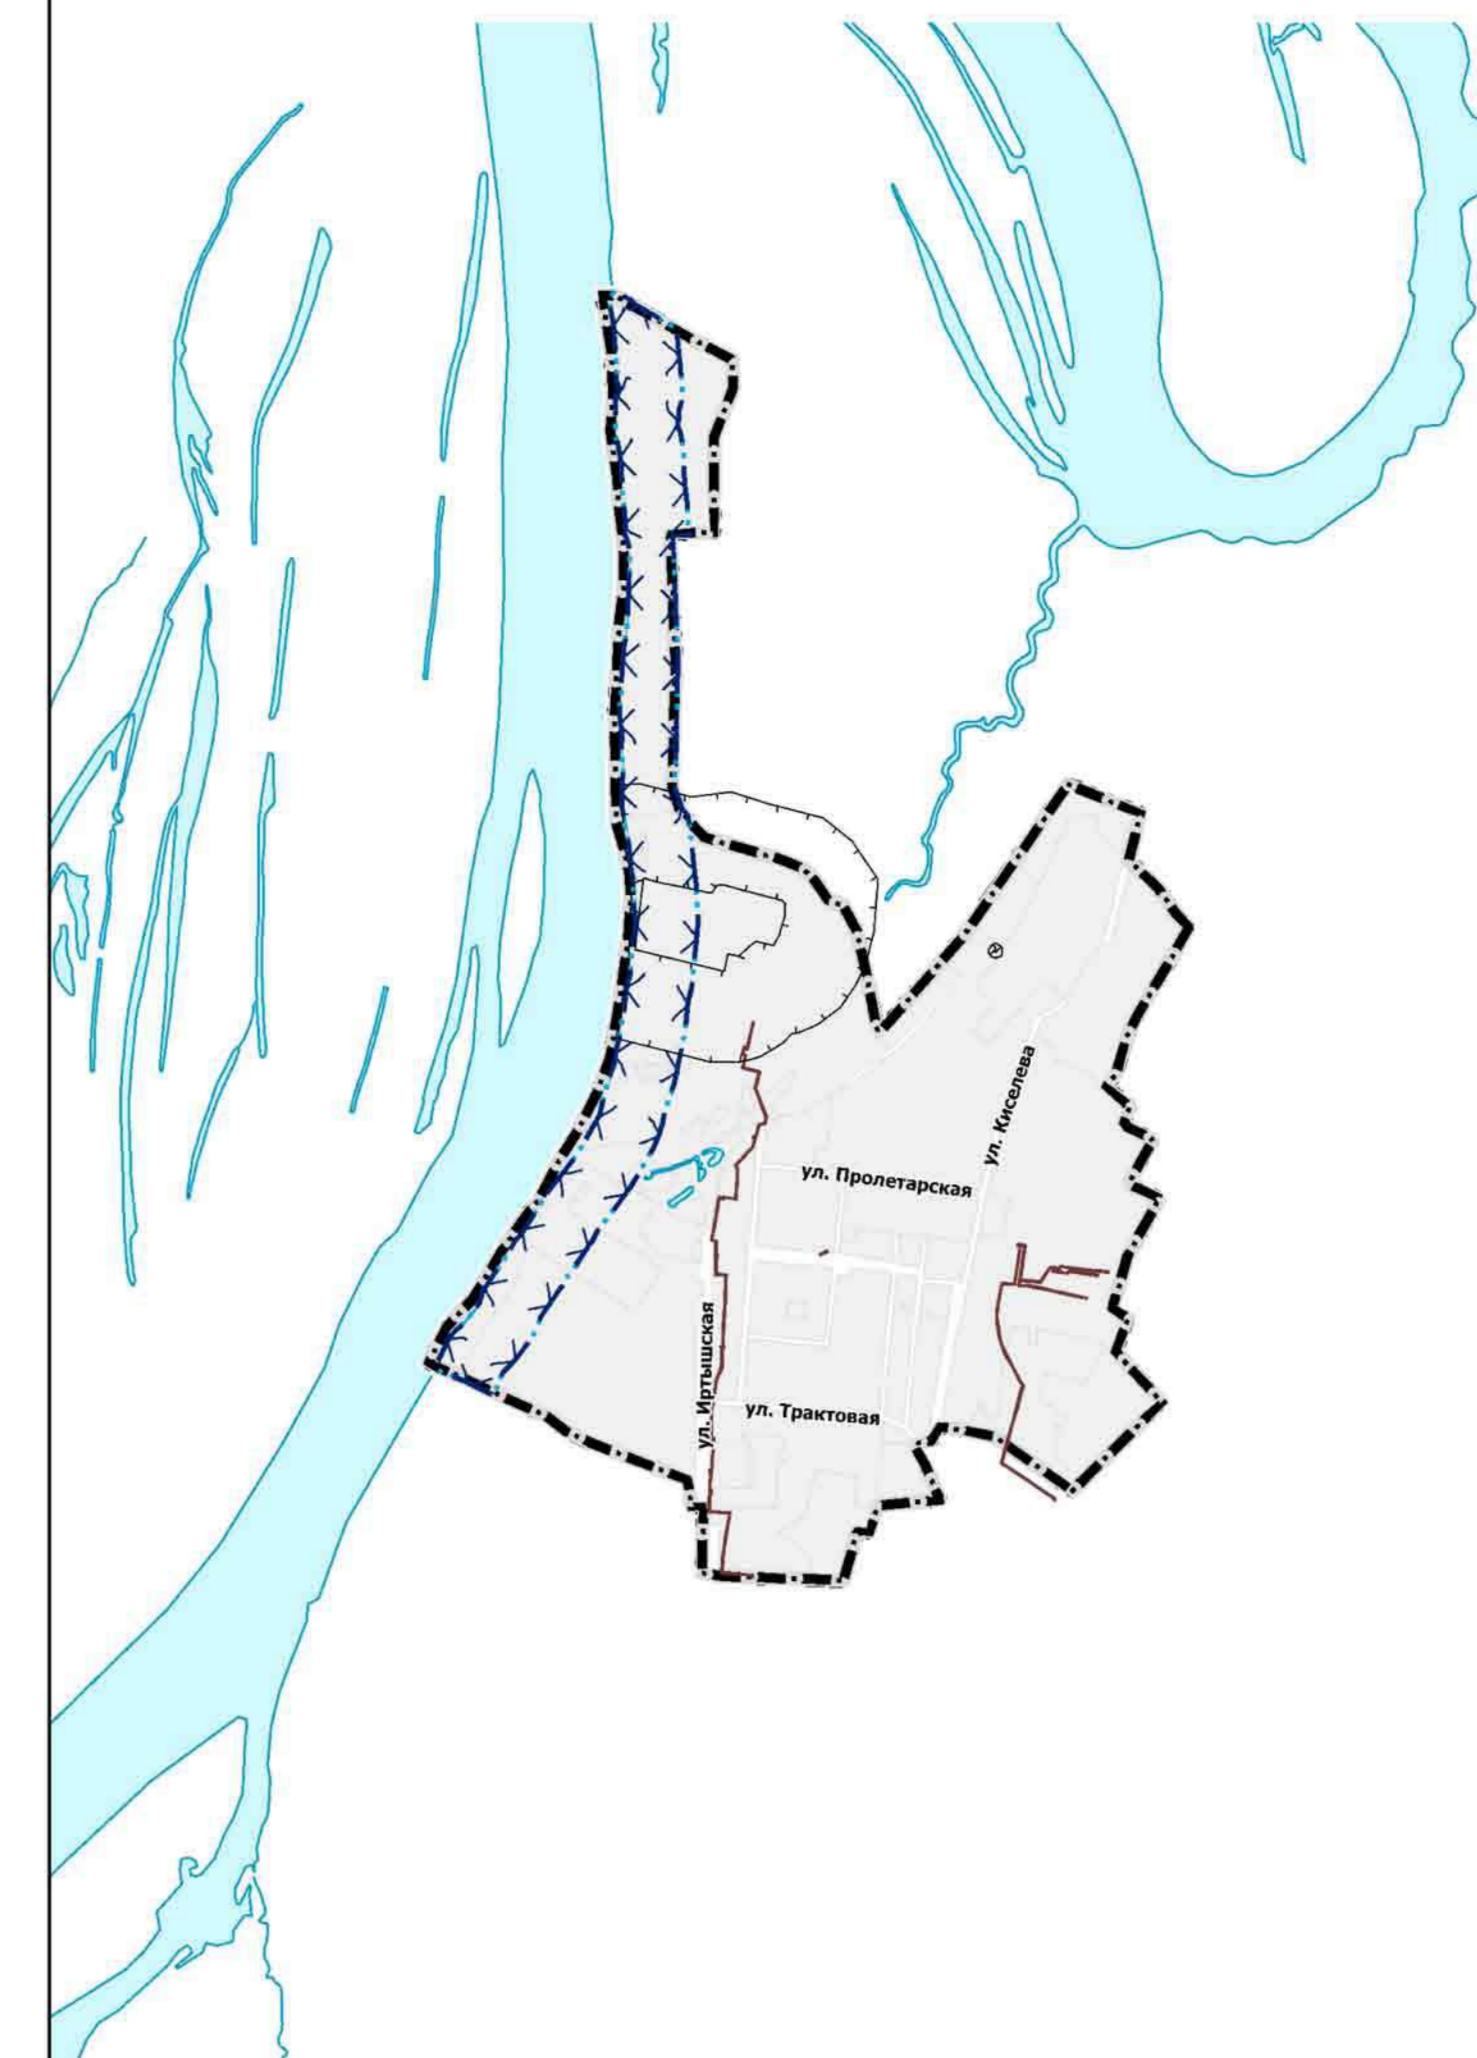 ул. Киселева
ул. Пролетарская
ул. Иртышская
ул. Трактовая